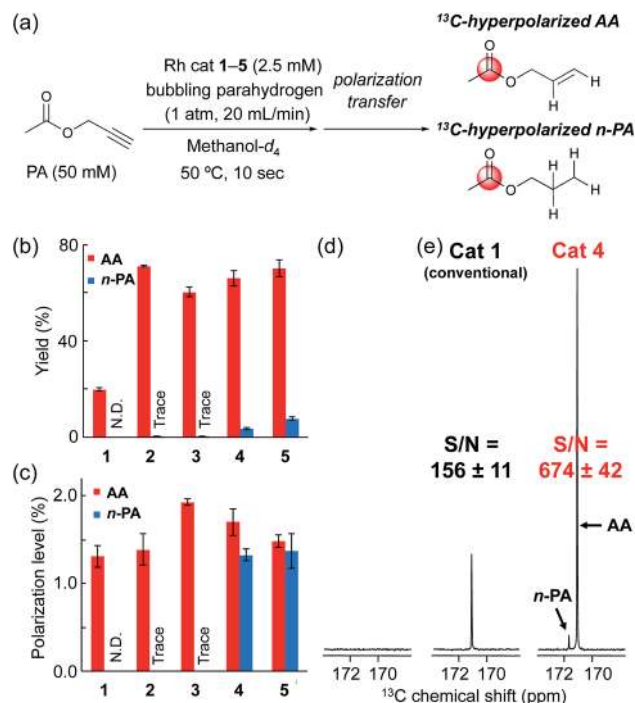 (a)
¹³C-hyperpolarized AA
Rh cat 1–5 (2.5 mM)
bubbling parahydrogen
(1 atm, 20 mL/min)
Methanol-d₄
50 ºC, 10 sec
polarization
transfer
O
O
H
H
¹³C-hyperpolarized n-PA
O
O
H
H
H
H
O
O
PA (50 mM)
(b)
80
40
0
Yield (%)
AA
n-PA
N.D.
Trace
Trace
1 2 3 4 5
(c)
2.0
1.0
0.0
Polarization level (%)
AA
n-PA
N.D.
Trace
Trace
1 2 3 4 5
(d)
(e)
Cat 1
(conventional)
Cat 4
S/N =
156 ± 11
S/N =
674 ± 42
AA
n-PA
172 170
172 170
172 170
¹³C chemical shift (ppm)